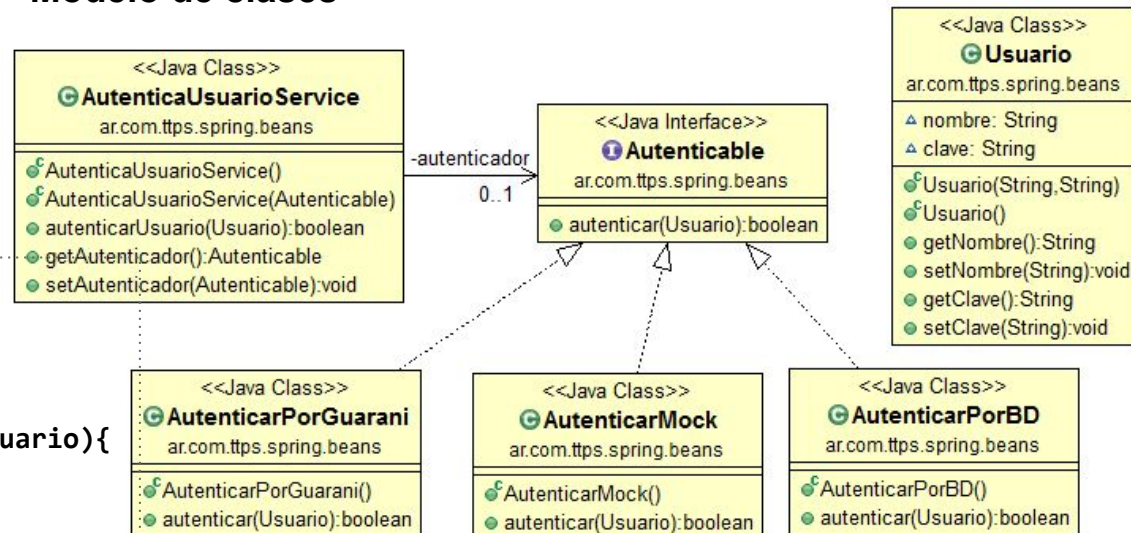 Modelo de clases
<<Java Class>>
AutenticaUsuarioService
ar.com.ttps.spring.beans
AutenticaUsuarioService()
AutenticaUsuarioService(Autenticable)
autenticarUsuario(Usuario):boolean
getAutenticador():Autenticable
setAutenticador(Autenticable):void
-autenticador
0..1
<<Java Interface>>
Autenticable
ar.com.ttps.spring.beans
autenticar(Usuario):boolean
<<Java Class>>
Usuario
ar.com.ttps.spring.beans
nombre: String
clave: String
Usuario(String,String)
Usuario()
getNombre():String
setNombre(String):void
getClave():String
setClave(String):void
uario){
<<Java Class>>
AutenticarPorGuarani
ar.com.ttps.spring.beans
AutenticarPorGuarani()
autenticar(Usuario):boolean
<<Java Class>>
AutenticarMock
ar.com.ttps.spring.beans
AutenticarMock()
autenticar(Usuario):boolean
<<Java Class>>
AutenticarPorBD
ar.com.ttps.spring.beans
AutenticarPorBD()
autenticar(Usuario):boolean